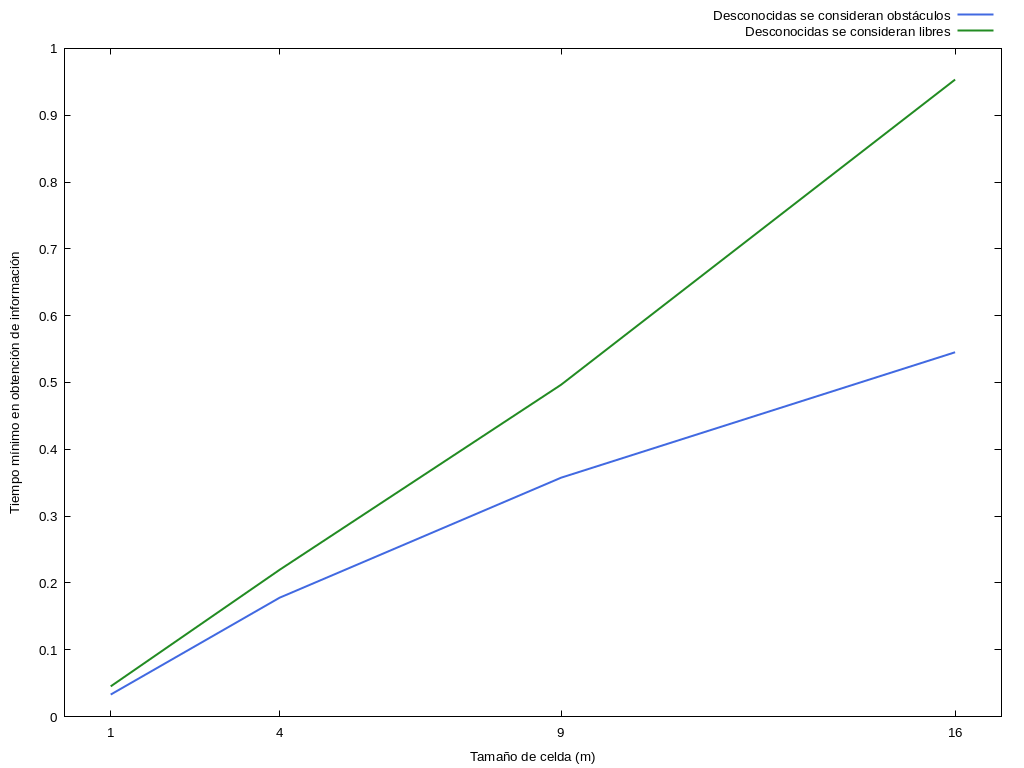 Desconocidas se consideran obstáculos
Desconocidas se consideran libres
1
0.9
0.8
0.7
0.6
0.5
0.4
0.3
0.2
0.1
0
Tiempo mínimo en obtención de información
1 4 9 16
Tamaño de celda (m)